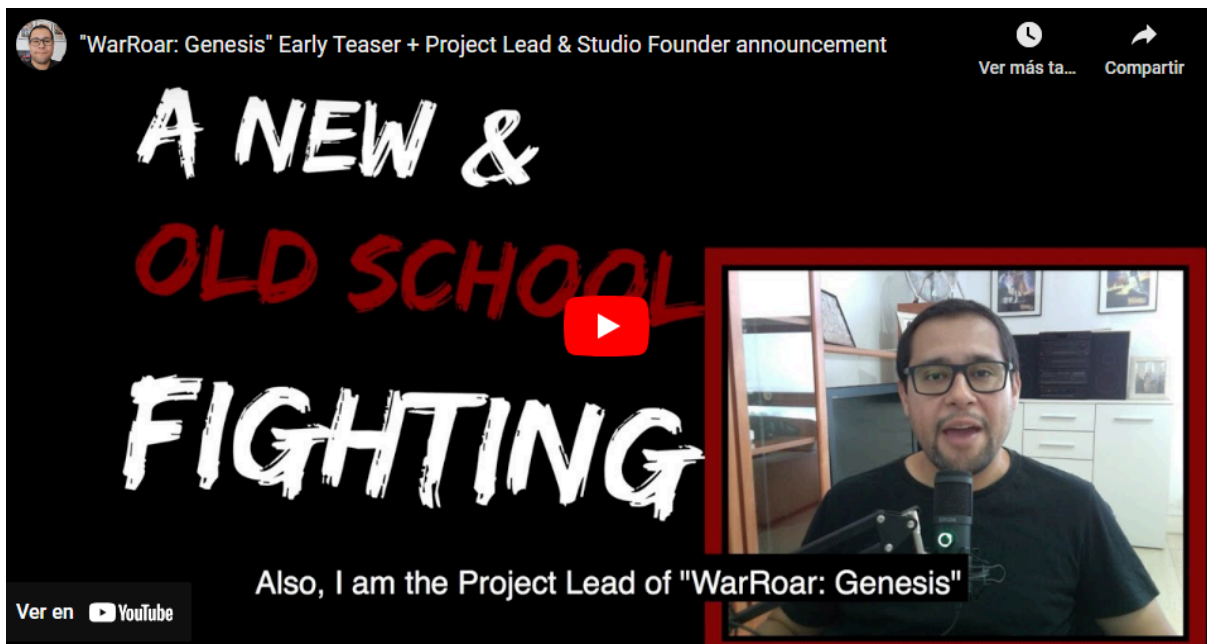 "WarRoar: Genesis" Early Teaser + Project Lead & Studio Founder announcement
Ver más ta...
Compartir
A NEW &
OLD SCHOOL
FIGHTING
Also, I am the Project Lead of "WarRoar: Genesis"
Ver en YouTube